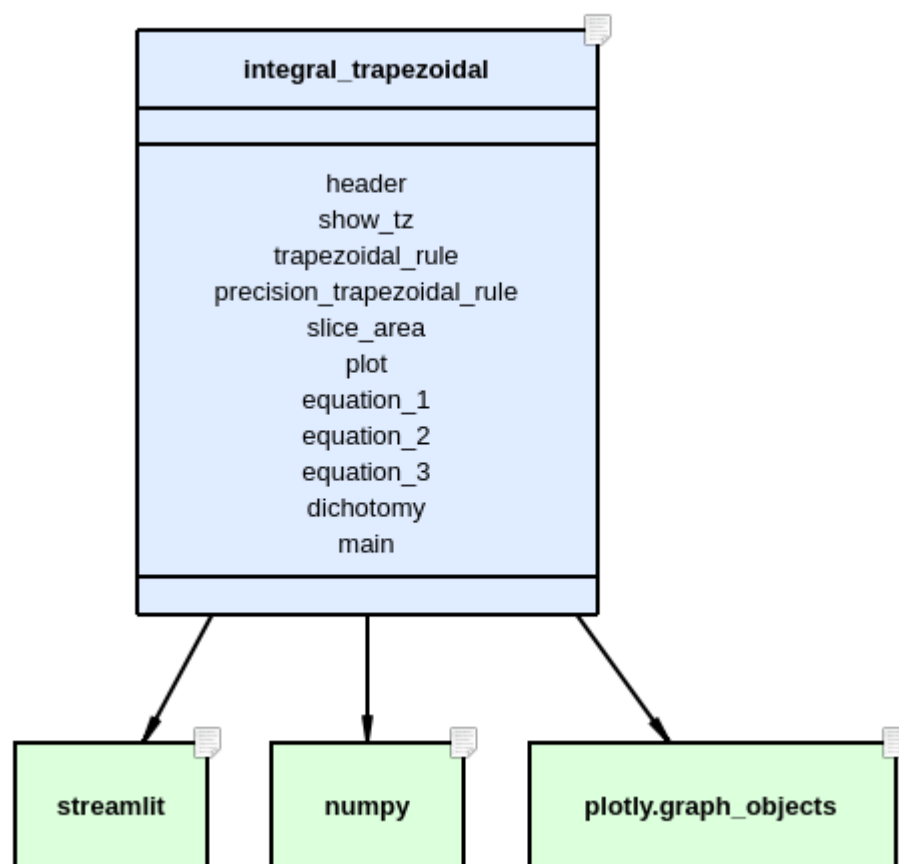 integral_trapezoidal
header
show_tz
trapezoidal_rule
precision_trapezoidal_rule
slice_area
plot
equation_1
equation_2
equation_3
dichotomy
main
streamlit
numpy
plotly.graph_objects